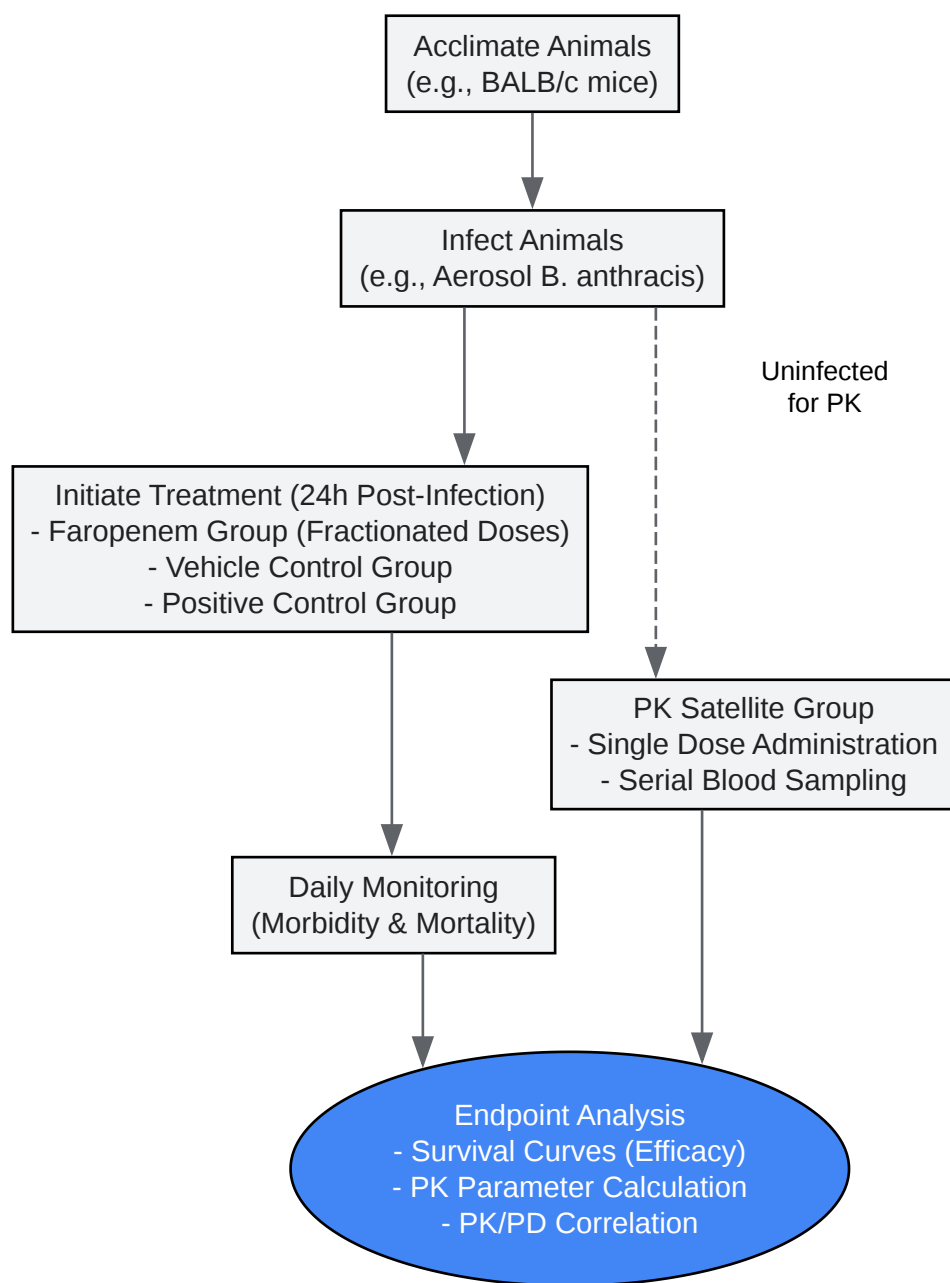 Acclimate Animals
(e.g., BALB/c mice)
Infect Animals
(e.g., Aerosol B. anthracis)
Uninfected
for PK
Initiate Treatment (24h Post-Infection)
- Faropenem Group (Fractionated Doses)
- Vehicle Control Group
- Positive Control Group
PK Satellite Group
- Single Dose Administration
- Serial Blood Sampling
Daily Monitoring
(Morbidity & Mortality)
Endpoint Analysis
- Survival Curves (Efficacy)
- PK Parameter Calculation
- PK/PD Correlation